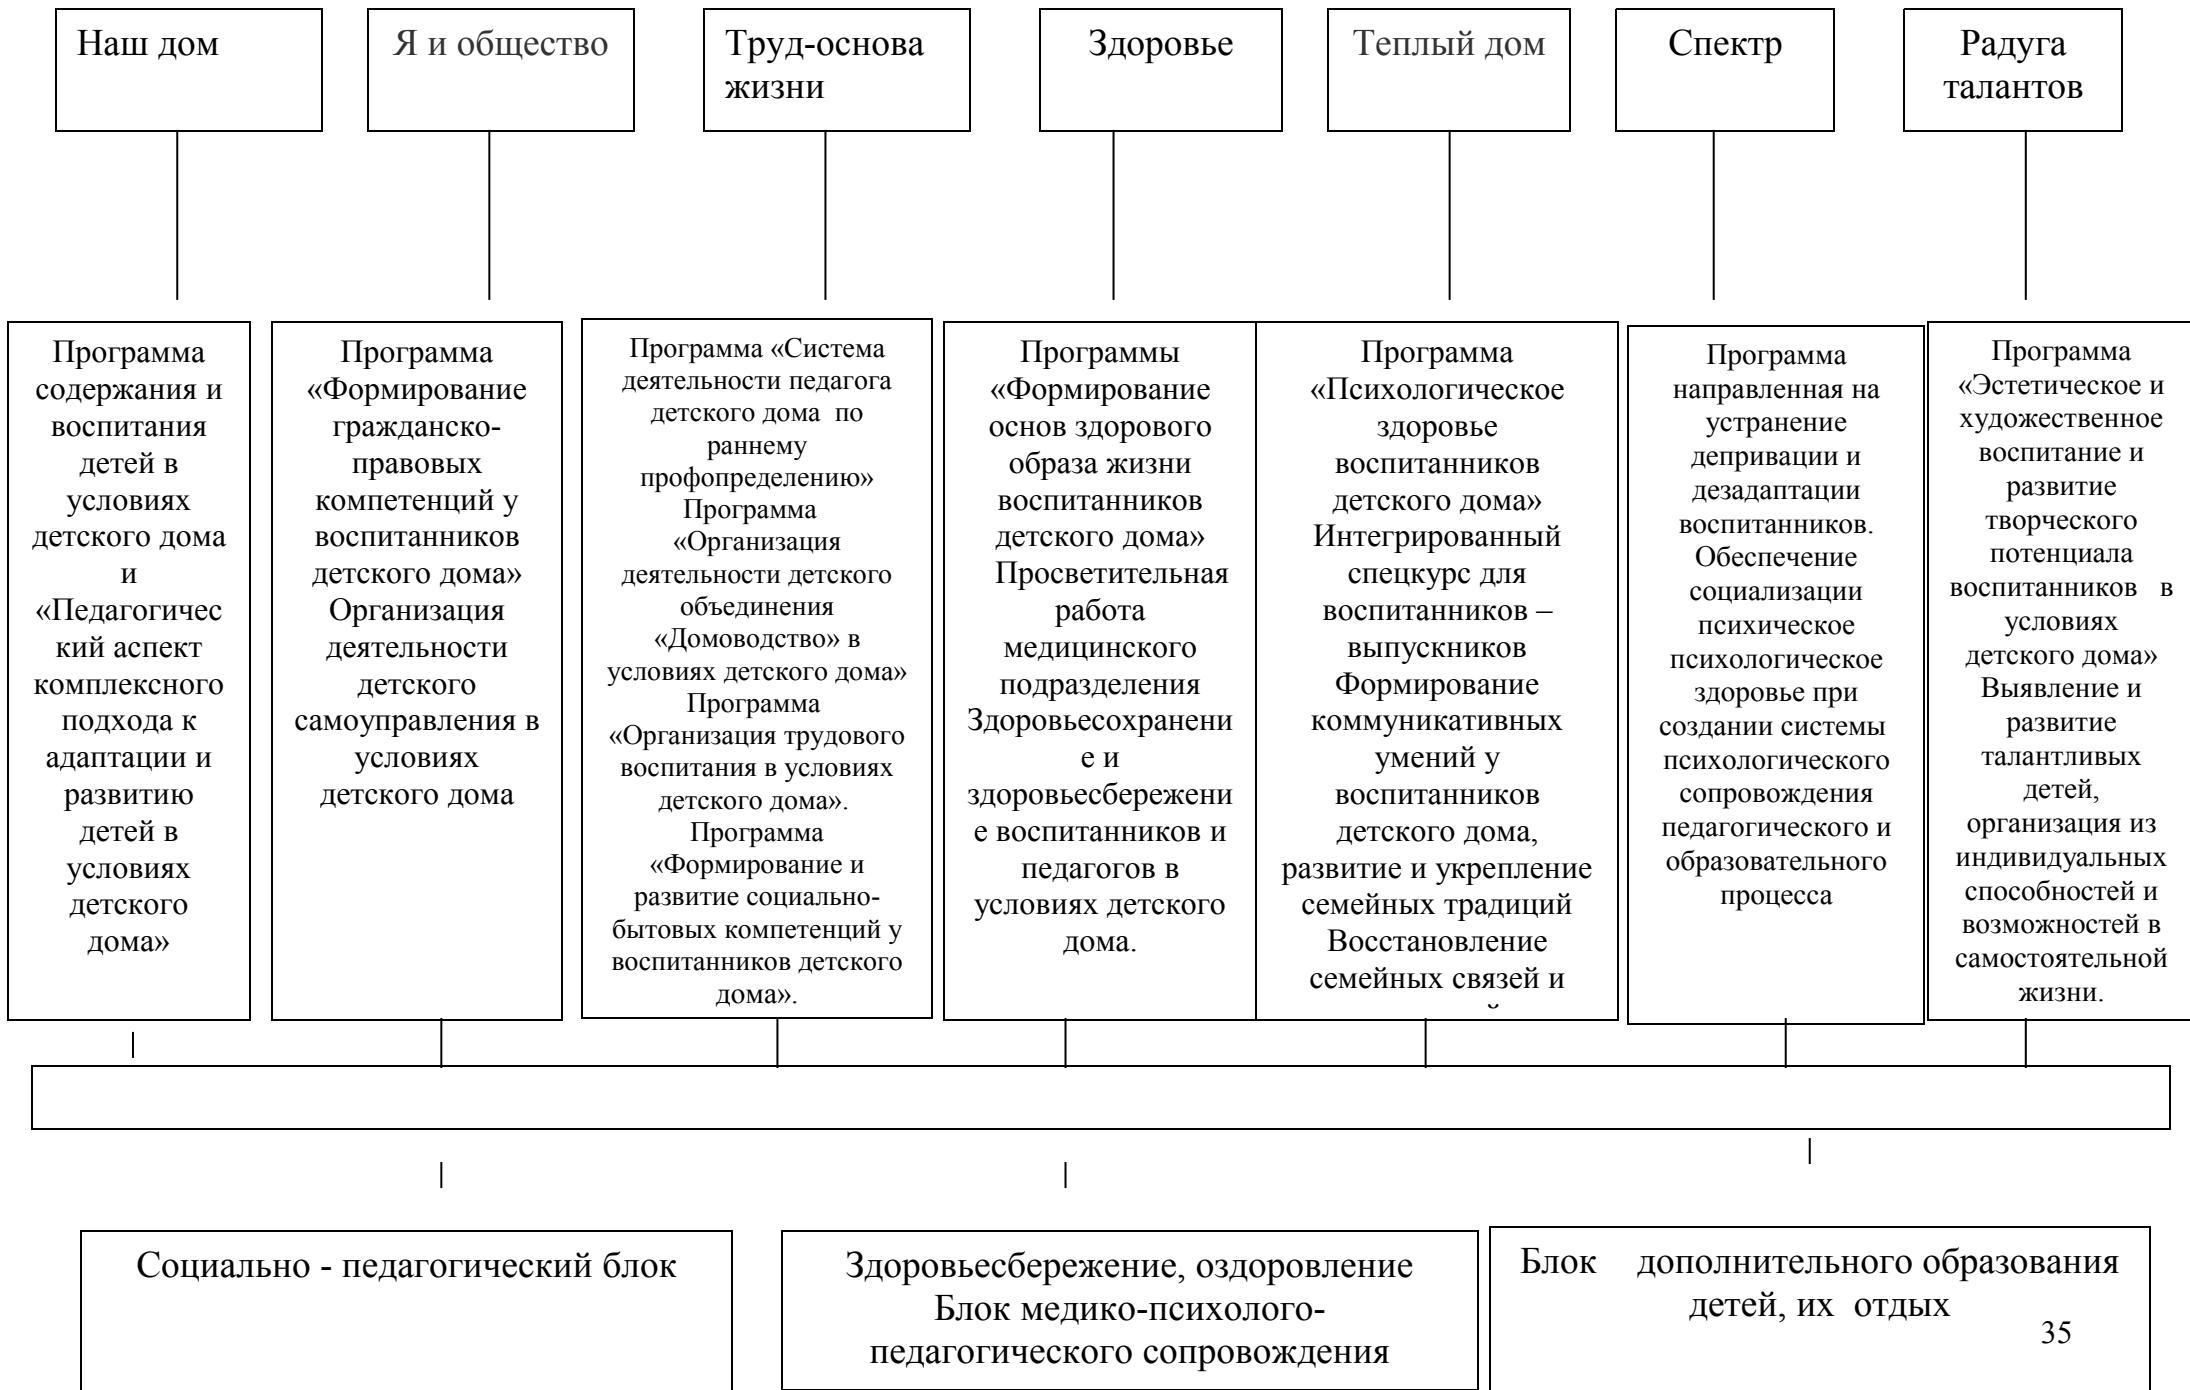 Наш дом
Я и общество
Труд-основа
жизни
Здоровье
Теплый дом
Спектр
Радуга
талантов
Программа
содержания и
воспитания
детей в
условиях
детского дома
и
«Педагогичес
кий аспект
комплексного
подхода к
адаптации и
развитию
детей в
условиях
детского
дома»
Программа
«Формирование
гражданско-
правовых
компетенций у
воспитанников
детского дома»
Организация
деятельности
детского
самоуправления в
условиях
детского дома
Программа «Система
деятельности педагога
детского дома по
раннему
профопределению»
Программа
«Организация
деятельности детского
объединения
«Домоводство» в
условиях детского дома»
Программа
«Организация трудового
воспитания в условиях
детского дома».
Программа
«Формирование и
развитие социально-
бытовых компетенций у
воспитанников детского
дома».
Программы
«Формирование
основ здорового
образа жизни
воспитанников
детского дома»
Просветительная
работа
медицинского
подразделения
Здоровьесохранени
е и
здоровьесбережени
е воспитанников и
педагогов в
условиях детского
дома.
Программа
«Психологическое
здоровье
воспитанников
детского дома»
Интегрированный
спецкурс для
воспитанников –
выпускников
Формирование
коммуникативных
умений у
воспитанников
детского дома,
развитие и укрепление
семейных традиций
Восстановление
семейных связей и
Программа
направленная на
устранение
депривации и
дезадаптации
воспитанников.
Обеспечение
социализации
психическое
психологическое
здоровье при
создании системы
психологического
сопровождения
педагогического и
образовательного
процесса
Программа
«Эстетическое и
художественное
воспитание и
развитие
творческого
потенциала
воспитанников в
условиях
детского дома»
Выявление и
развитие
талантливых
детей,
организация из
индивидуальных
способностей и
возможностей в
самостоятельной
жизни.
Социально - педагогический блок
Здоровьесбережение, оздоровление
Блок медико-психолого-
педагогического сопровождения
Блок дополнительного образования
детей, их отдых
35